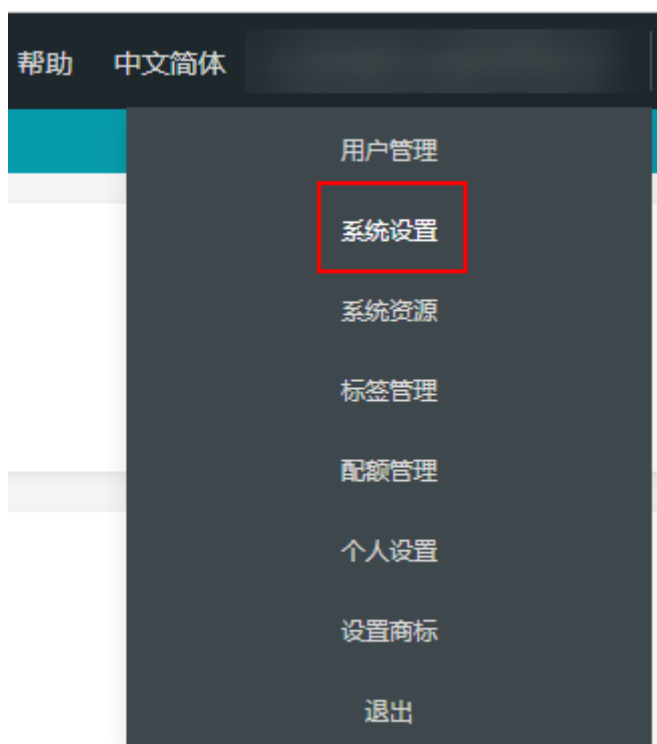 帮助 中文简体
用户管理
系统设置
系统资源
标签管理
配额管理
个人设置
设置商标
退出